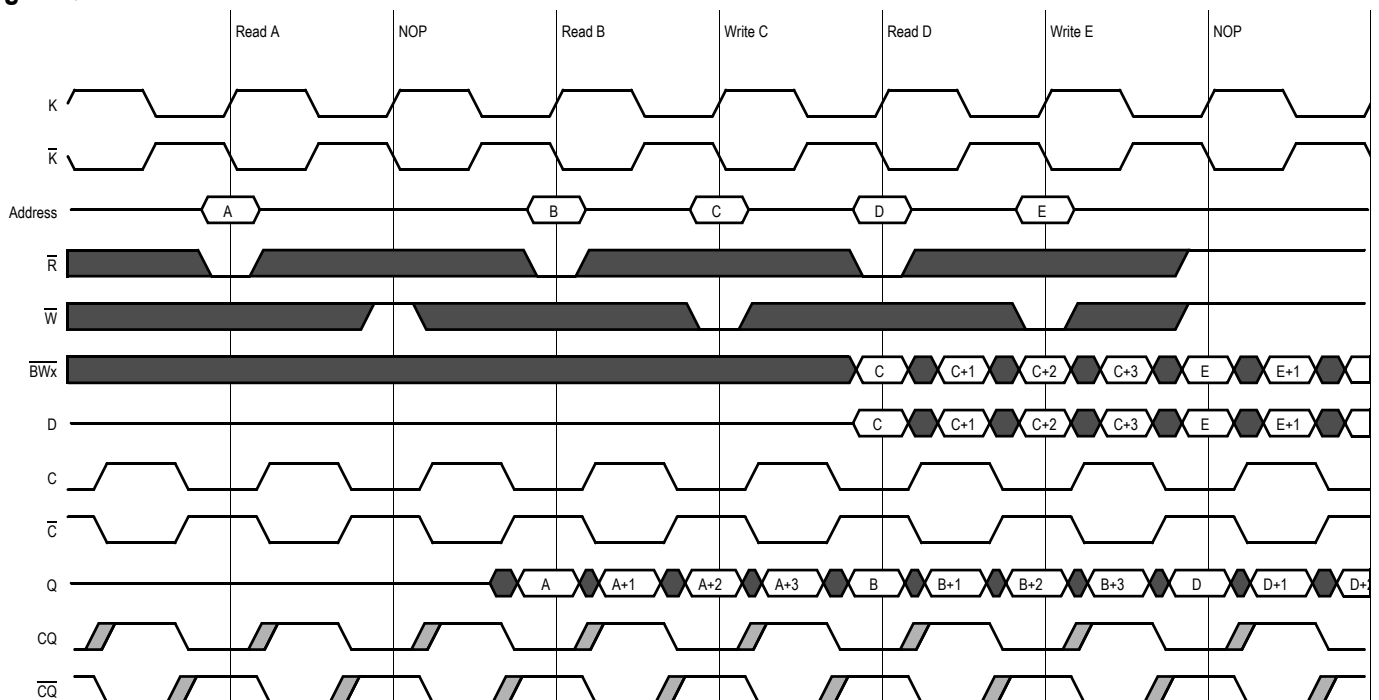 Read A NOP Read B Write C Read D Write E NOP
K
K
Address A B C D E
R
W
BWx C C+1 C+2 C+3 E E+1
D C C+1 C+2 C+3 E E+1
C
C
Q A A+1 A+2 A+3 B B+1 B+2 B+3 D D+1
CQ
CQ